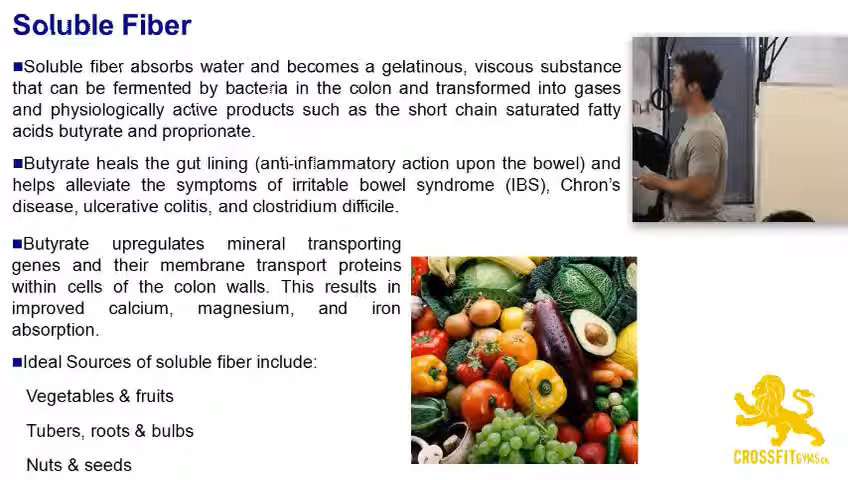 Soluble Fiber
■Soluble fiber absorbs water and becomes a gelatinous, viscous substance
that can be fermented by bacteria in the colon and transformed into gases
and physiologically active products such as the short chain saturated fatty
acids butyrate and proprionate.
■Butyrate heals the gut lining (anti-inflammatory action upon the bowel) and
helps alleviate the symptoms of irritable bowel syndrome (IBS), Chron's
disease, ulcerative colitis, and clostridium difficile.
■Butyrate upregulates mineral transporting
genes and their membrane transport proteins
within cells of the colon walls. This results in
improved calcium, magnesium, and iron
absorption.
■Ideal Sources of soluble fiber include:
Vegetables & fruits
Tubers, roots & bulbs
Nuts & seeds
CROSSFITGYMS.CA